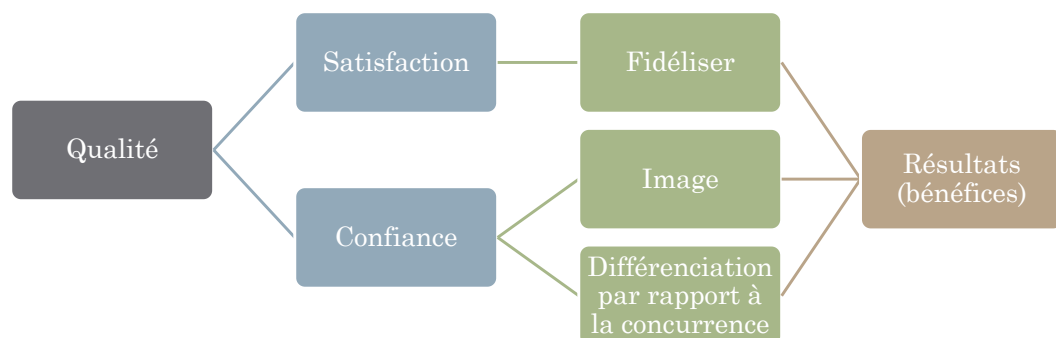 Qualité
Satisfaction
Confiance
Fidéliser
Image
Différenciation
par rapport à
la concurrence
Résultats
(bénéfices)